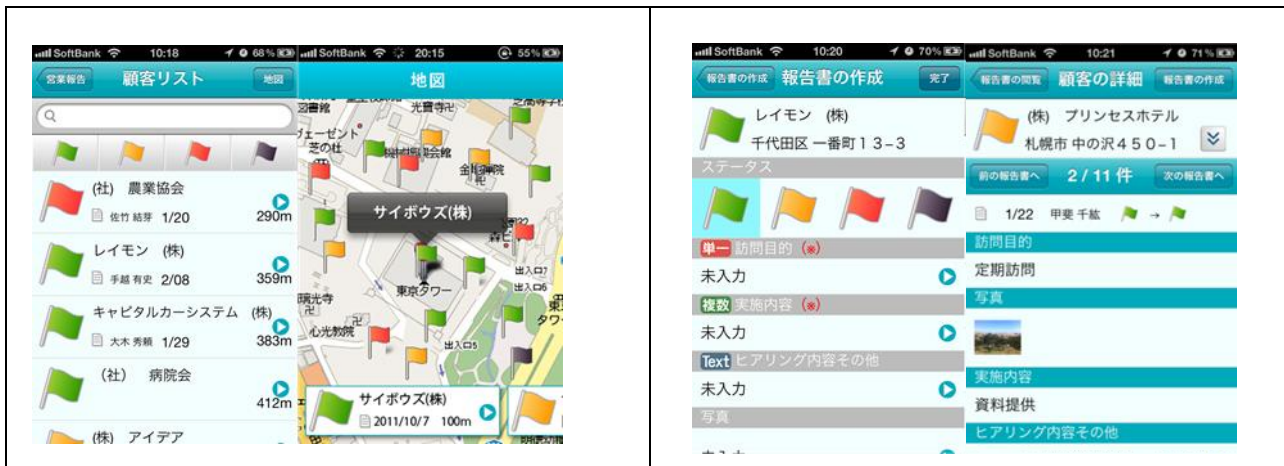 SoftBank 10:18 68%
営業報告 顧客リスト 地図
(社) 農業協会
佐竹 結芽 1/20 290m
レイモン (株)
手越 有史 2/08 359m
キャピタルカーシステム (株)
大木 秀頼 1/29 383m
(社) 病院会
412m
(株) アイデア
SoftBank 20:15 55%
地図
図書館
光寶寺卍
芝の杜
サイボウズ(株)
東京タワー
出入口7
出入口6
出入口5
心光教院
卍
サイボウズ(株)
2011/10/7 100m
SoftBank 10:20 70%
報告書の作成 報告書の作成 完了
レイモン (株)
千代田区 一番町13-3
ステータス
単一 訪問目的 (※)
未入力
複数 実施内容 (※)
未入力
Text ヒアリング内容その他
未入力
写真
SoftBank 10:21 71%
報告書の閲覧 顧客の詳細 報告書の作成
(株) プリンセスホテル
札幌市 中の沢450-1
前の報告書へ 2/11件 次の報告書へ
1/22 甲斐 千紘 →
訪問目的
定期訪問
写真
実施内容
資料提供
ヒアリング内容その他